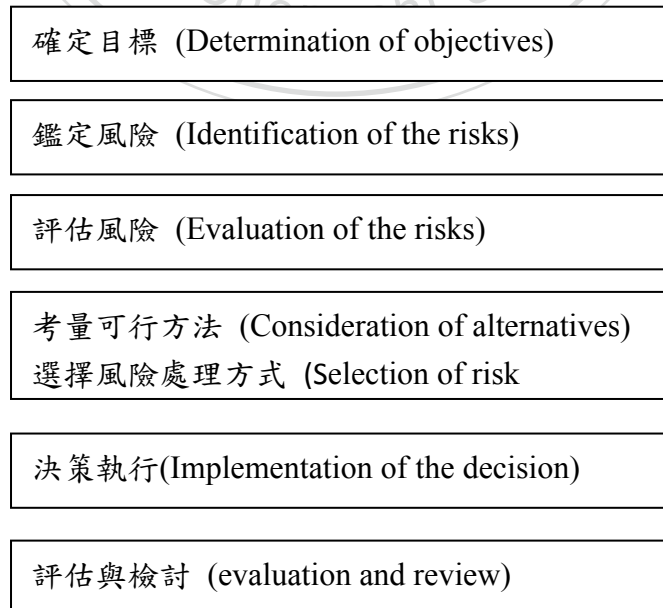 確定目標 (Determination of objectives)
鑑定風險 (Identification of the risks)
評估風險 (Evaluation of the risks)
考量可行方法 (Consideration of alternatives)
選擇風險處理方式 (Selection of risk
決策執行(Implementation of the decision)
評估與檢討 (evaluation and review)